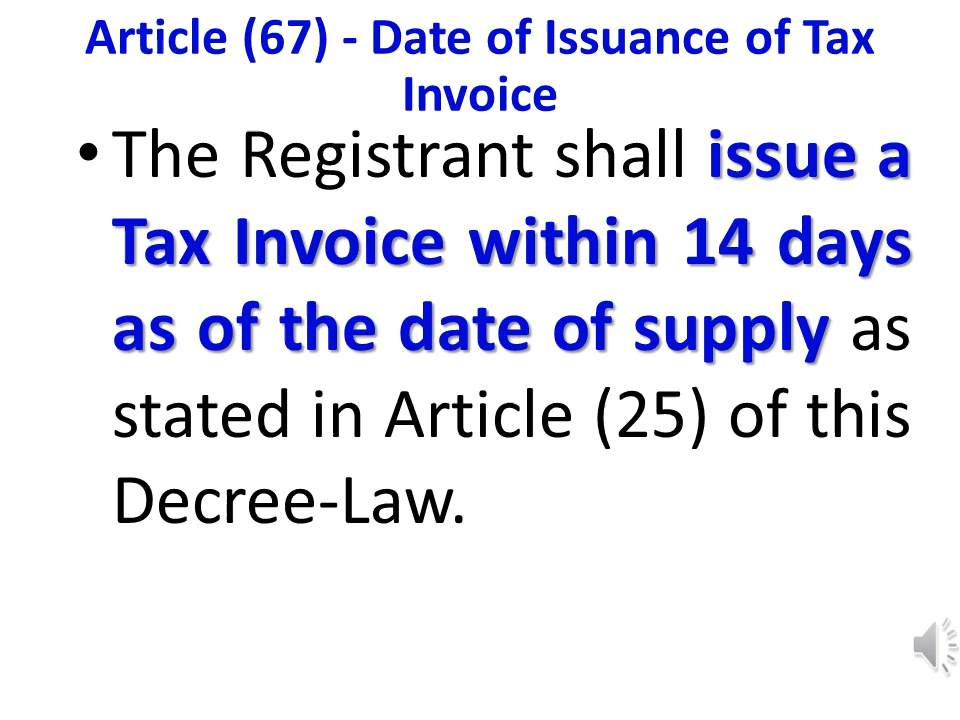 Article (67) - Date of Issuance of Tax
Invoice
• The Registrant shall issue a
Tax Invoice within 14 days
as of the date of supply as
stated in Article (25) of this
Decree-Law.